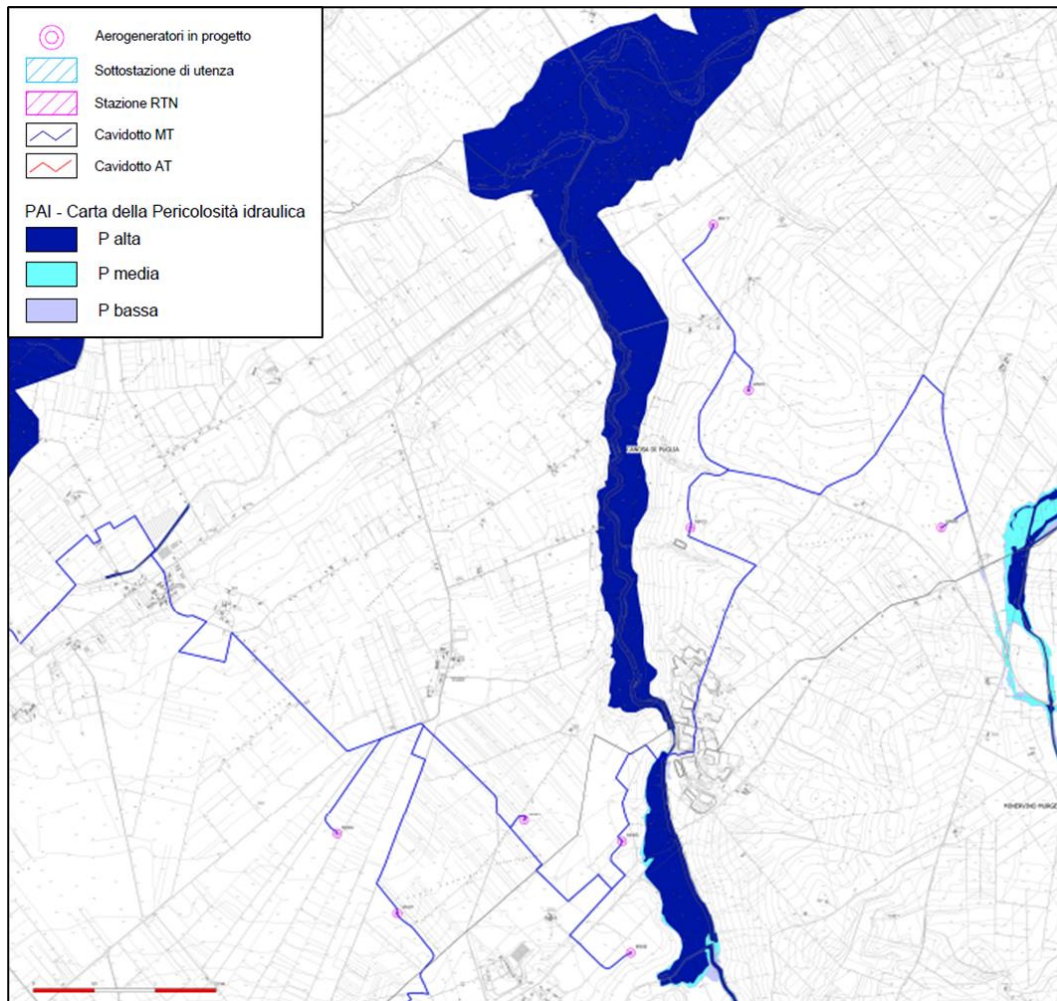 Aerogeneratori in progetto
Sottostazione di utenza
Stazione RTN
Cavidotto MT
Cavidotto AT
PAI - Carta della Pericolosità idraulica
P alta
P media
P bassa
CANOSA DI PUGLIA
MINERVINO MURGE